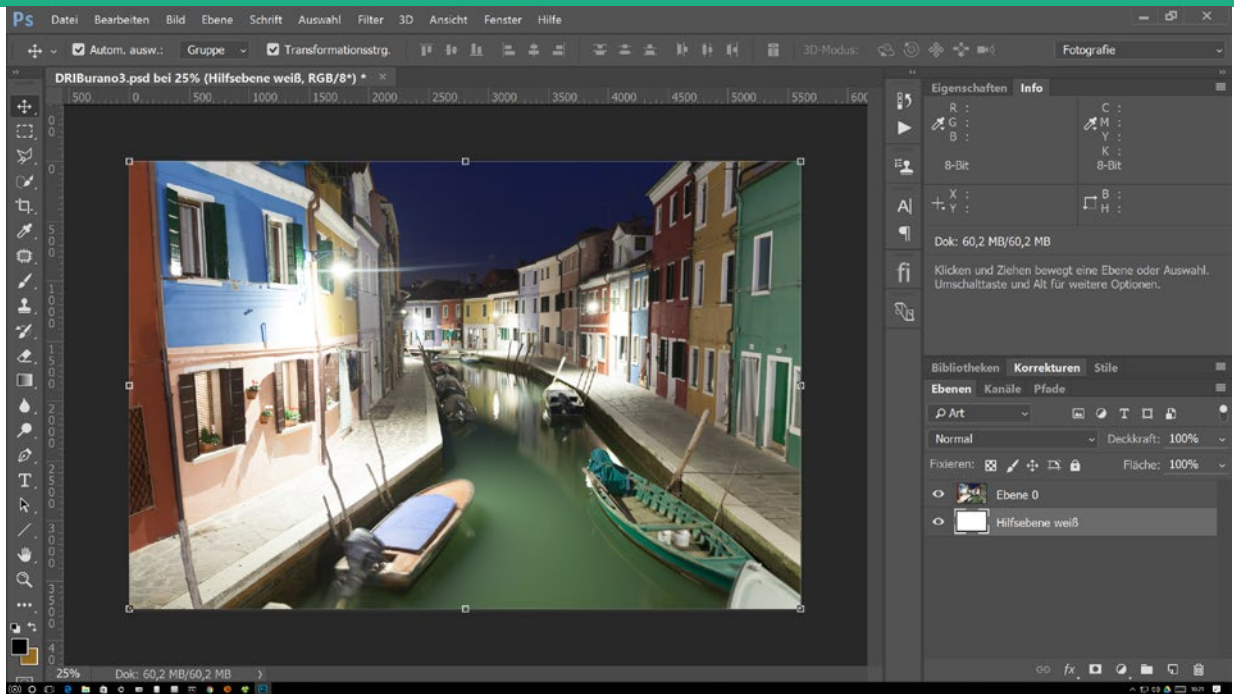 Ps Datei Bearbeiten Bild Ebene Schrift Auswahl Filter 3D Ansicht Fenster Hilfe
Autom. ausw.: Gruppe Transformationsstrg. 3D-Modus: Fotografie
DRIBurano3.psd bei 25% (Hilfsebene weiß, RGB/8*) * ×
500 0 500 1000 1500 2000 2500 3000 3500 4000 4500 5000 5500 600
Eigenschaften Info
R : C :
G : M :
B : Y :
K :
8-Bit 8-Bit
X : B :
Y : H :
Dok: 60,2 MB/60,2 MB
Klicken und Ziehen bewegt eine Ebene oder Auswahl.
Umschalttaste und Alt für weitere Optionen.
Bibliotheken Korrekturen Stile
Ebenen Kanäle Pfade
Art
Normal Deckkraft: 100%
Fixieren: Fläche: 100%
Ebene 0
Hilfsebene weiß
fx
25% Dok: 60,2 MB/60,2 MB
10:21